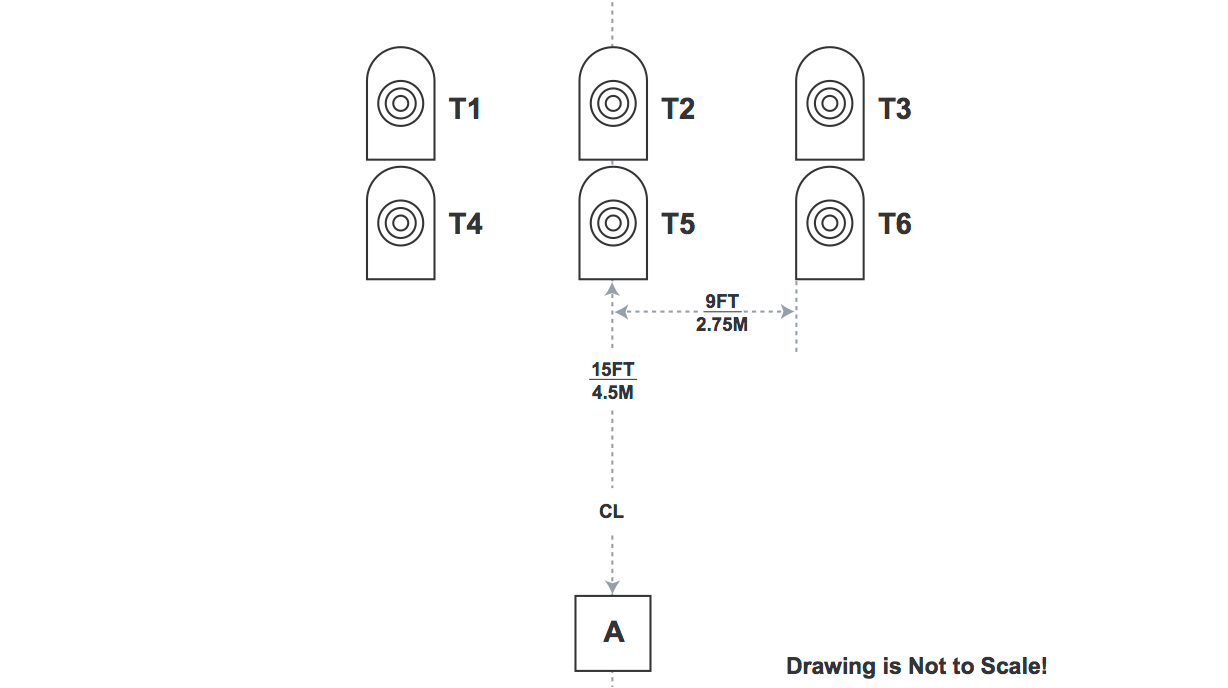 T1
T2
T3
T4
T5
T6
9FT
2.75M
15FT
4.5M
CL
A
Drawing is Not to Scale!